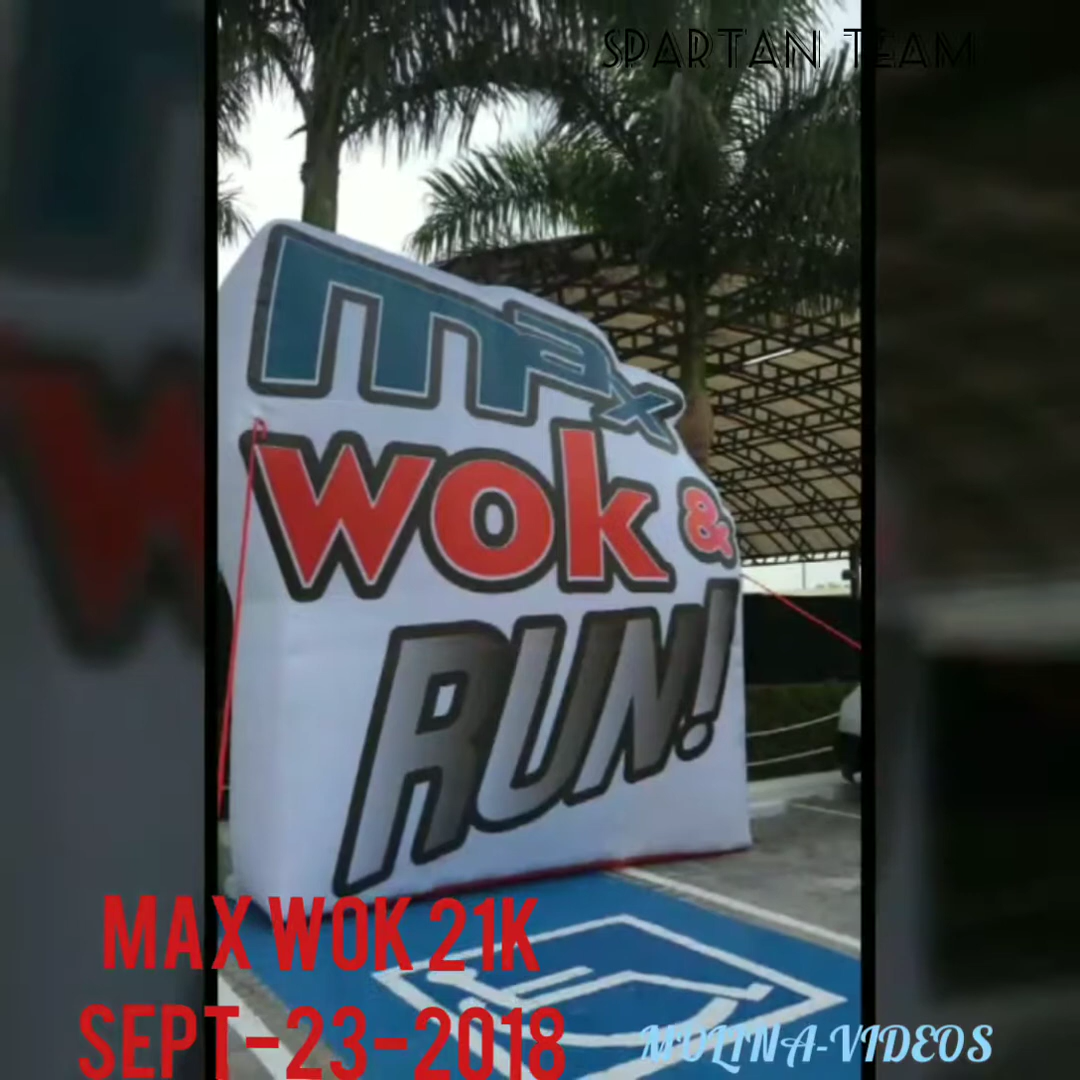 SPARTAN TEAM
max
wok &
RUN!
MAX WOK 21K
SEPT-23-2018
MOLINA-VIDEOS